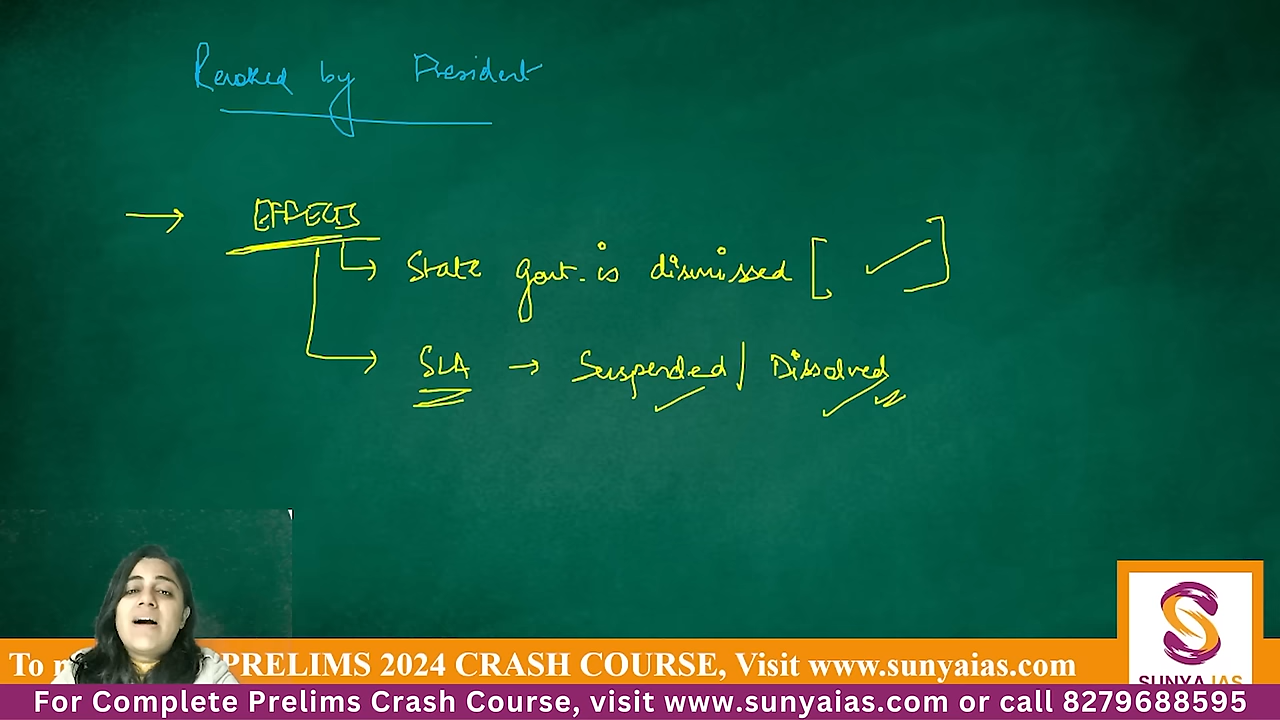 Revoked by President
→ EFFECTS
State govt. is dismissed [ ✓ ]
SLA → Suspended / Dissolved
To PRELIMS 2024 CRASH COURSE, Visit www.sunyaias.com
SUNYA IAS
For Complete Prelims Crash Course, visit www.sunyaias.com or call 8279688595